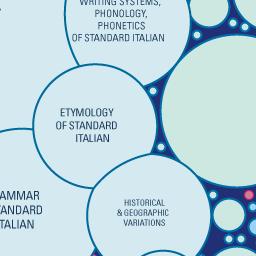 WRITING SYSTEMS,
PHONOLOGY,
PHONETICS
OF STANDARD ITALIAN
ETYMOLOGY
OF STANDARD
ITALIAN
AMMAR
TANDARD
TALIAN
HISTORICAL
& GEOGRAPHIC
VARIATIONS